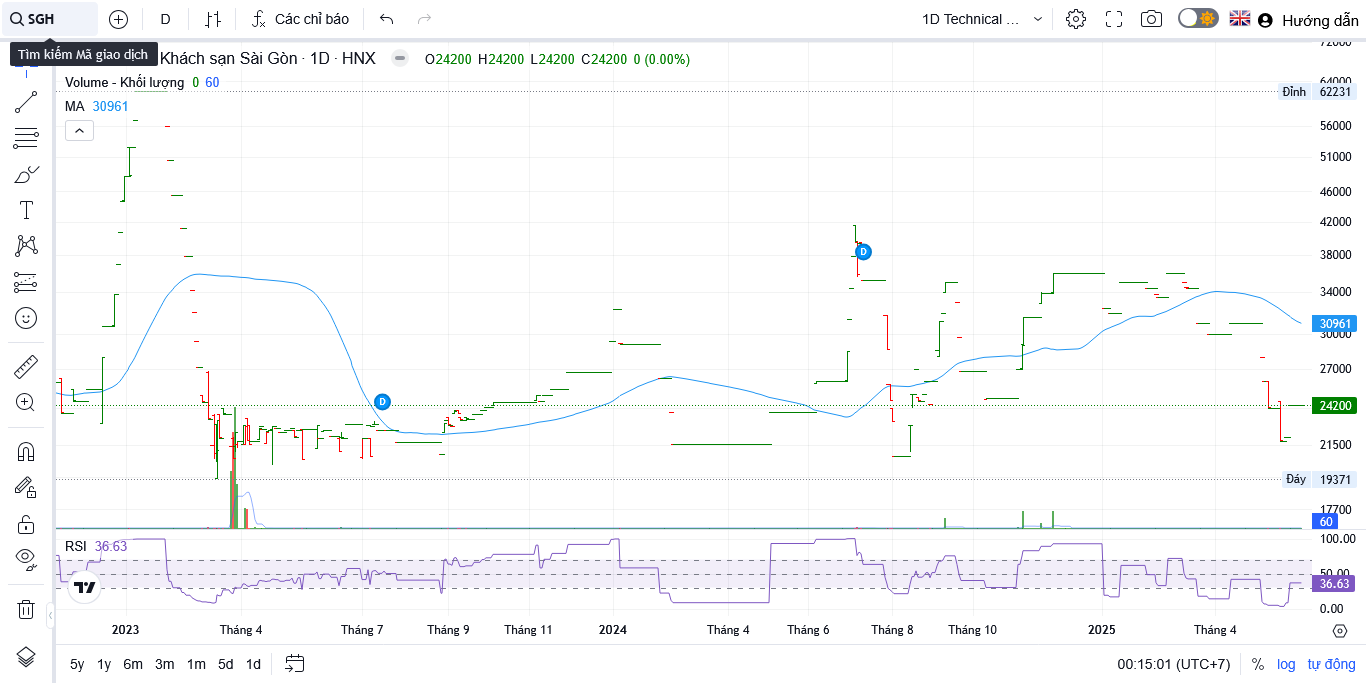 SGH
D
Các chỉ báo
1D Technical ...
Hướng dẫn
Tìm kiếm Mã giao dịch
Khách sạn Sài Gòn · 1D · HNX
O24200 H24200 L24200 C24200 0 (0.00%)
Volume - Khối lượng 0 60
MA 30961
72000
64000
Đỉnh 62231
56000
51000
46000
42000
38000
34000
30961
30000
27000
24200
21500
Đáy 19371
17700
60
D
D
RSI 36.63
100.00
50.00
36.63
0.00
2023 Tháng 4 Tháng 7 Tháng 9 Tháng 11 2024 Tháng 4 Tháng 6 Tháng 8 Tháng 10 2025 Tháng 4
5y 1y 6m 3m 1m 5d 1d
00:15:01 (UTC+7) % log tự động